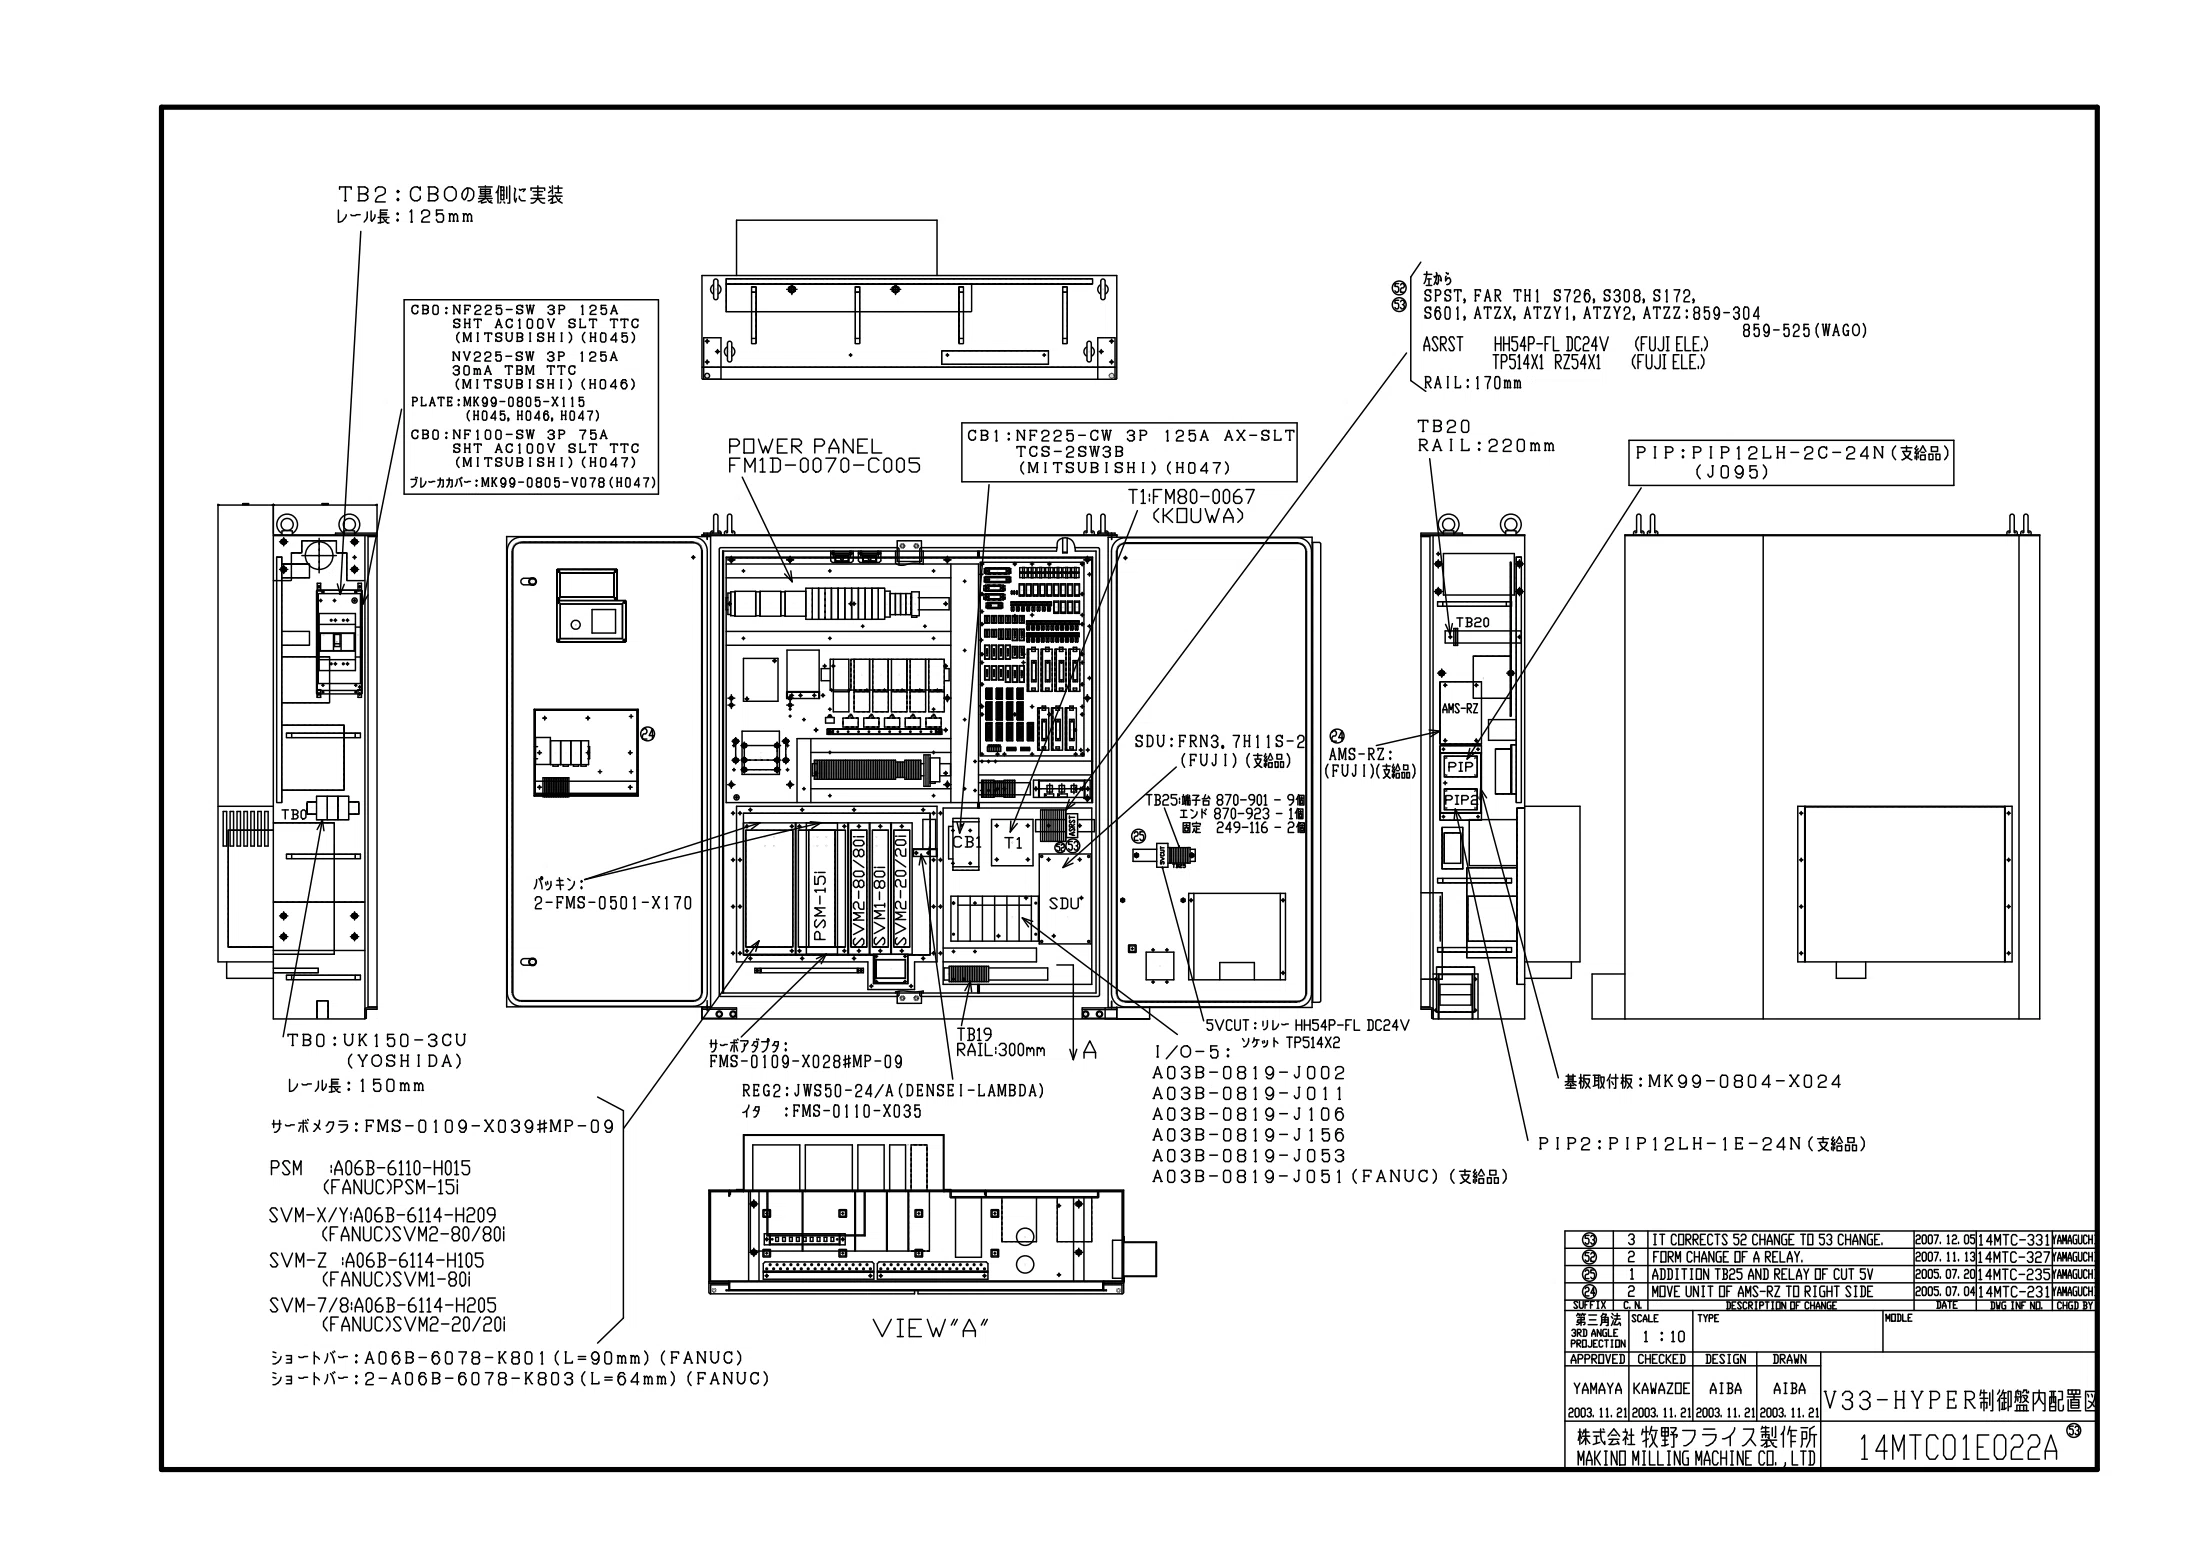 TB2:CB0の裏側に実装
レール長:125mm
CB0:NF225-SW 3P 125A
SHT AC100V SLT TTC
(MITSUBISHI)(H045)
NV225-SW 3P 125A
30mA TBM TTC
(MITSUBISHI)(H046)
PLATE:MK99-0805-X115
(H045,H046,H047)
CB0:NF100-SW 3P 75A
SHT AC100V SLT TTC
(MITSUBISHI)(H047)
ブレーカカバー:MK99-0805-V078(H047)
POWER PANEL
FM1D-0070-C005
CB1:NF225-CW 3P 125A AX-SLT
TCS-2SW3B
(MITSUBISHI)(H047)
T1:FM80-0067
(KOUWA)
52
53
左から
SPST,FAR TH1 S726,S308,S172,
S601,ATZX,ATZY1,ATZY2,ATZZ:859-304
859-525(WAGO)
ASRST HH54P-FL DC24V (FUJI ELE.)
TP514X1 RZ54X1 (FUJI ELE.)
RAIL:170mm
TB20
RAIL:220mm
PIP:PIP12LH-2C-24N(支給品)
(J095)
TB20
AMS-RZ
PIP
PIP2
24
24
AMS-RZ:
(FUJI)(支給品)
SDU:FRN3.7H11S-2
(FUJI)(支給品)
TB25:端子台 870-901 - 9個
エンド 870-923 - 1個
固定 249-116 - 2個
25
5VCUT
TB25
TB0
CB1
T1
ASRST
52 53
SDU
PSM-15i
SVM2-80/80i
SVM1-80i
SVM2-20/20i
パッキン:
2-FMS-0501-X170
TB0:UK150-3CU
(YOSHIDA)
レール長:150mm
サーボアダプタ:
FMS-0109-X028#MP-09
TB19
RAIL:300mm
A
5VCUT:リレー HH54P-FL DC24V
ソケット TP514X2
REG2:JWS50-24/A(DENSEI-LAMBDA)
イタ :FMS-0110-X035
I/O-5:
A03B-0819-J002
A03B-0819-J011
A03B-0819-J106
A03B-0819-J156
A03B-0819-J053
A03B-0819-J051(FANUC)(支給品)
基板取付板:MK99-0804-X024
PIP2:PIP12LH-1E-24N(支給品)
サーボメクラ:FMS-0109-X039#MP-09
PSM :A06B-6110-H015
(FANUC)PSM-15i
SVM-X/Y:A06B-6114-H209
(FANUC)SVM2-80/80i
SVM-Z :A06B-6114-H105
(FANUC)SVM1-80i
SVM-7/8:A06B-6114-H205
(FANUC)SVM2-20/20i
ショートバー:A06B-6078-K801(L=90mm)(FANUC)
ショートバー:2-A06B-6078-K803(L=64mm)(FANUC)
VIEW"A"
53 3 IT CORRECTS 52 CHANGE TO 53 CHANGE. 2007.12.05 14MTC-331 YAMAGUCHI
52 2 FORM CHANGE OF A RELAY. 2007.11.13 14MTC-327 YAMAGUCHI
25 1 ADDITION TB25 AND RELAY OF CUT 5V 2005.07.20 14MTC-235 YAMAGUCHI
24 2 MOVE UNIT OF AMS-RZ TO RIGHT SIDE 2005.07.04 14MTC-231 YAMAGUCHI
SUFFIX C.N. DESCRIPTION OF CHANGE DATE DWG INF NO. CHGD BY
第三角法
3RD ANGLE
PROJECTION
SCALE
1 : 10
TYPE
MODLE
APPROVED CHECKED DESIGN DRAWN
YAMAYA KAWAZOE AIBA AIBA
2003.11.21 2003.11.21 2003.11.21 2003.11.21
V33-HYPER制御盤内配置図
株式会社 牧野フライス製作所
MAKINO MILLING MACHINE CO.,LTD
14MTC01E022A
53